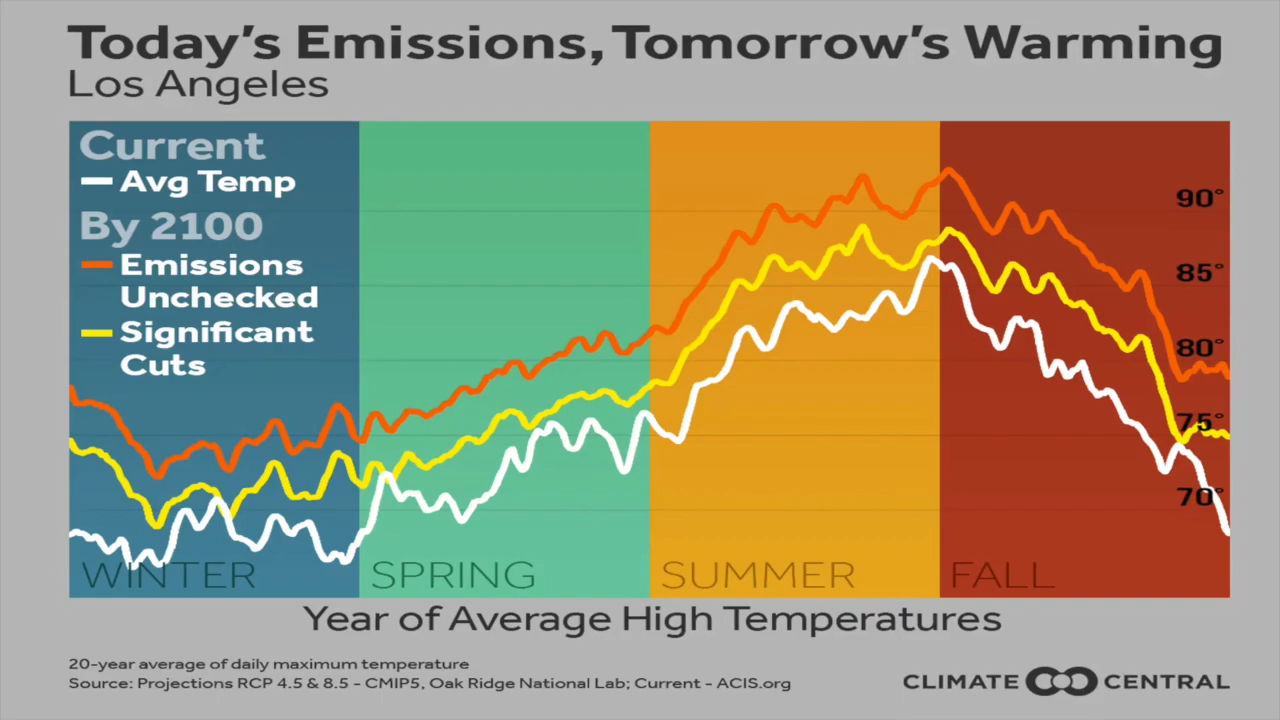 Today's Emissions, Tomorrow's Warming
Los Angeles
Current
Avg Temp
By 2100
Emissions
Unchecked
Significant
Cuts
90°
85°
80°
75°
70°
WINTER
SPRING
SUMMER
FALL
Year of Average High Temperatures
20-year average of daily maximum temperature
Source: Projections RCP 4.5 & 8.5 - CMIP5, Oak Ridge National Lab; Current - ACIS.org
CLIMATE CENTRAL